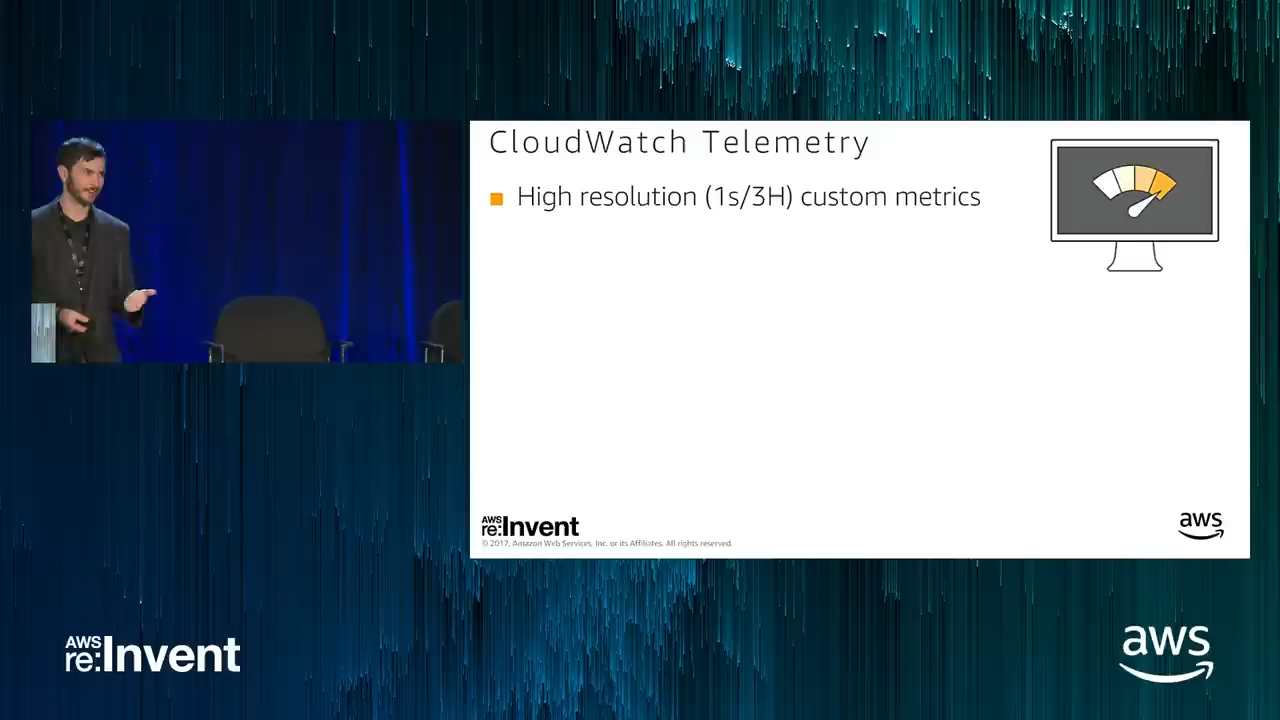 CloudWatch Telemetry
High resolution (1s/3H) custom metrics
AWS
re:Invent
© 2017, Amazon Web Services, Inc. or its Affiliates. All rights reserved.
aws
AWS
re:Invent
aws